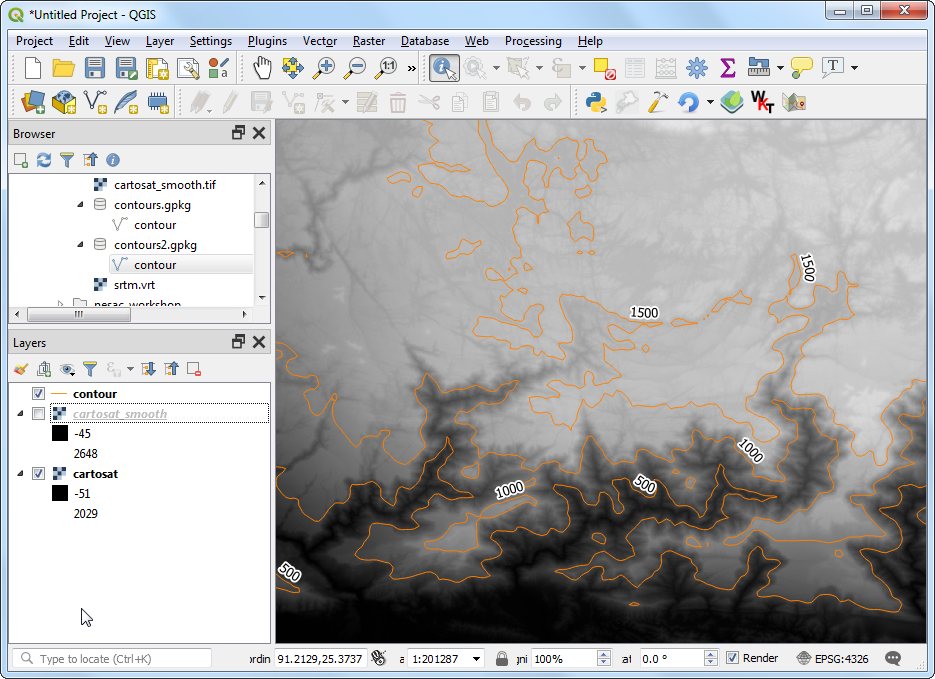 *Untitled Project - QGIS
Project Edit View Layer Settings Plugins Vector Raster Database Web Processing Help
1:1 »
T
WKT
Browser
cartosat_smooth.tif
contours.gpkg
contour
contours2.gpkg
contour
srtm.vrt
nesac_workshop
Layers
contour
cartosat_smooth
-45
2648
cartosat
-51
2029
1500
1500
1000
1000
500
500
Type to locate (Ctrl+K)
ordin 91.2129,25.3737 1:201287 100% 0.0 ° Render EPSG:4326